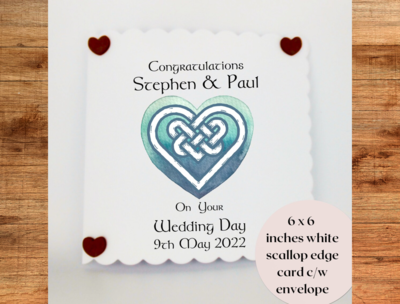 Congratulations
Stephen & Paul
On Your
Wedding Day
9th May 2022
6 x 6
inches white
scallop edge
card c/w
envelope